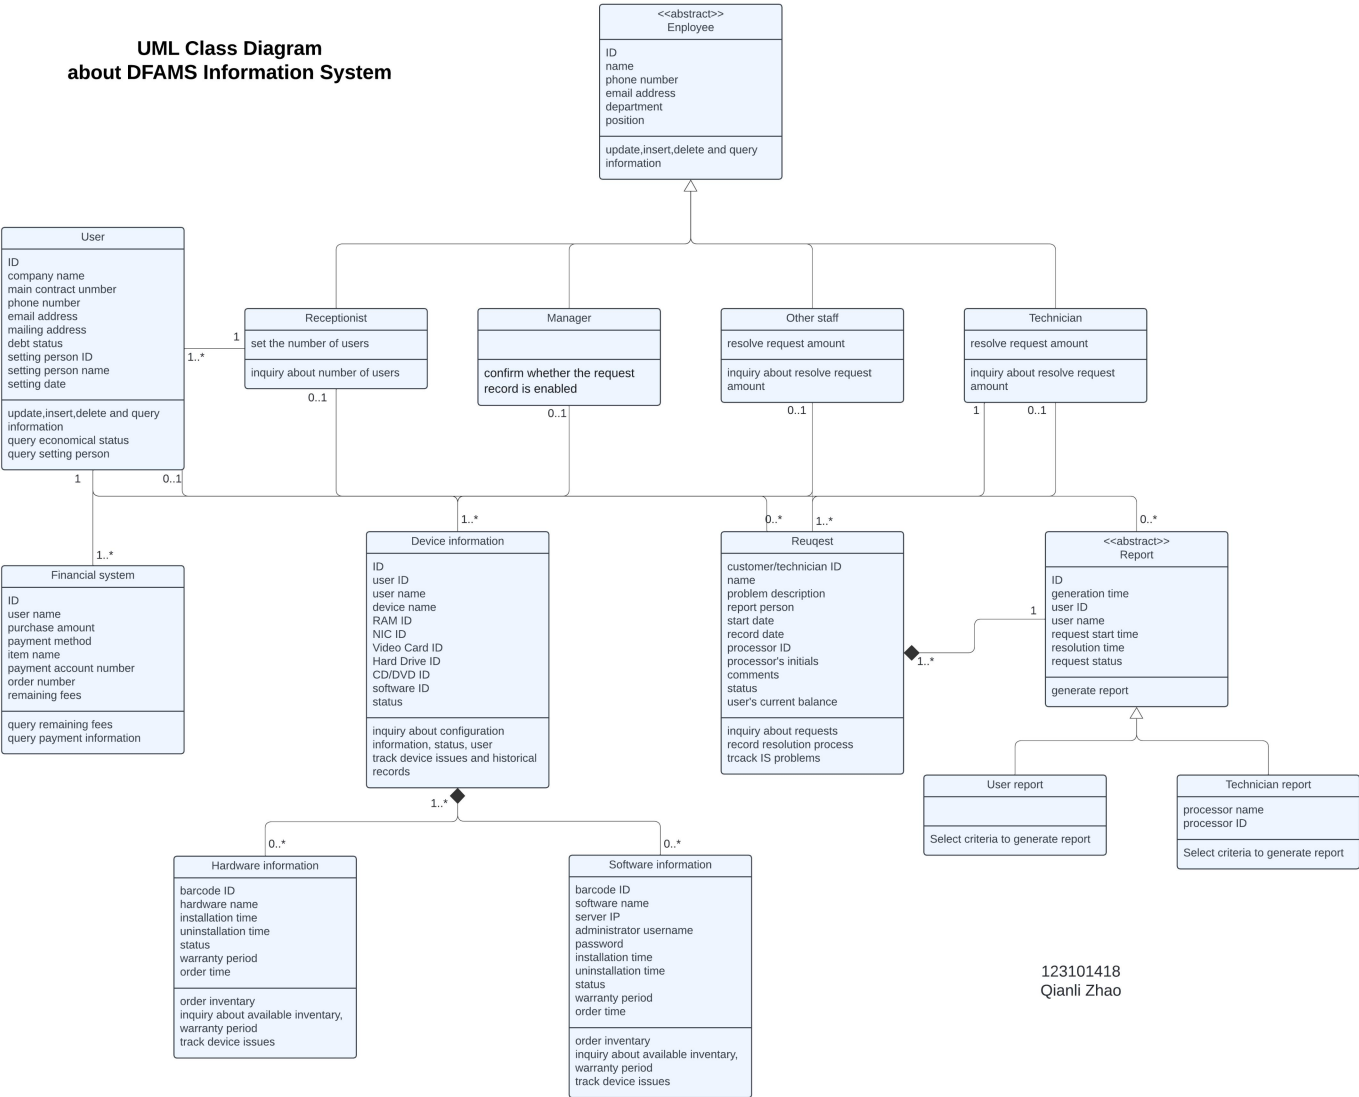 UML Class Diagram
about DFAMS Information System
<<abstract>>
Enployee
ID
name
phone number
email address
department
position
update,insert,delete and query
information
User
ID
company name
main contract unmber
phone number
email address
mailing address
debt status
setting person ID
setting person name
setting date
update,insert,delete and query
information
query economical status
query setting person
1
1..*
Receptionist
set the number of users
inquiry about number of users
Manager
confirm whether the request
record is enabled
Other staff
resolve request amount
inquiry about resolve request
amount
Technician
resolve request amount
inquiry about resolve request
amount
0..1
0..1
0..1
1
0..1
1
0..1
1..*
1..*
0..*
1..*
0..*
Financial system
ID
user name
purchase amount
payment method
item name
payment account number
order number
remaining fees
query remaining fees
query payment information
Device information
ID
user ID
user name
device name
RAM ID
NIC ID
Video Card ID
Hard Drive ID
CD/DVD ID
software ID
status
inquiry about configuration
information, status, user
track device issues and historical
records
Reuqest
customer/technician ID
name
problem description
report person
start date
record date
processor ID
processor's initials
comments
status
user's current balance
inquiry about requests
record resolution process
trcack IS problems
1
1..*
<<abstract>>
Report
ID
generation time
user ID
user name
request start time
resolution time
request status
generate report
User report
Select criteria to generate report
Technician report
processor name
processor ID
Select criteria to generate report
1..*
0..*
0..*
Hardware information
barcode ID
hardware name
installation time
uninstallation time
status
warranty period
order time
order inventary
inquiry about available inventary,
warranty period
track device issues
Software information
barcode ID
software name
server IP
administrator username
password
installation time
uninstallation time
status
warranty period
order time
order inventary
inquiry about available inventary,
warranty period
track device issues
123101418
Qianli Zhao